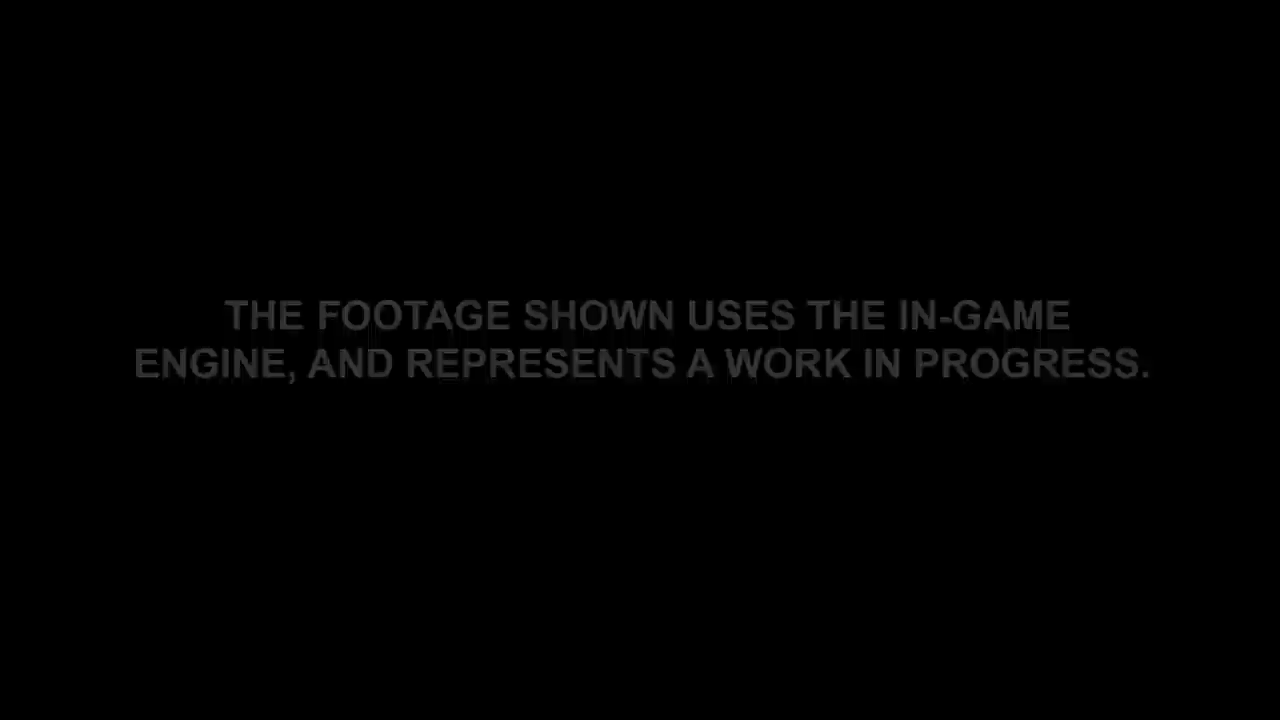 THE FOOTAGE SHOWN USES THE IN-GAME
ENGINE, AND REPRESENTS A WORK IN PROGRESS.